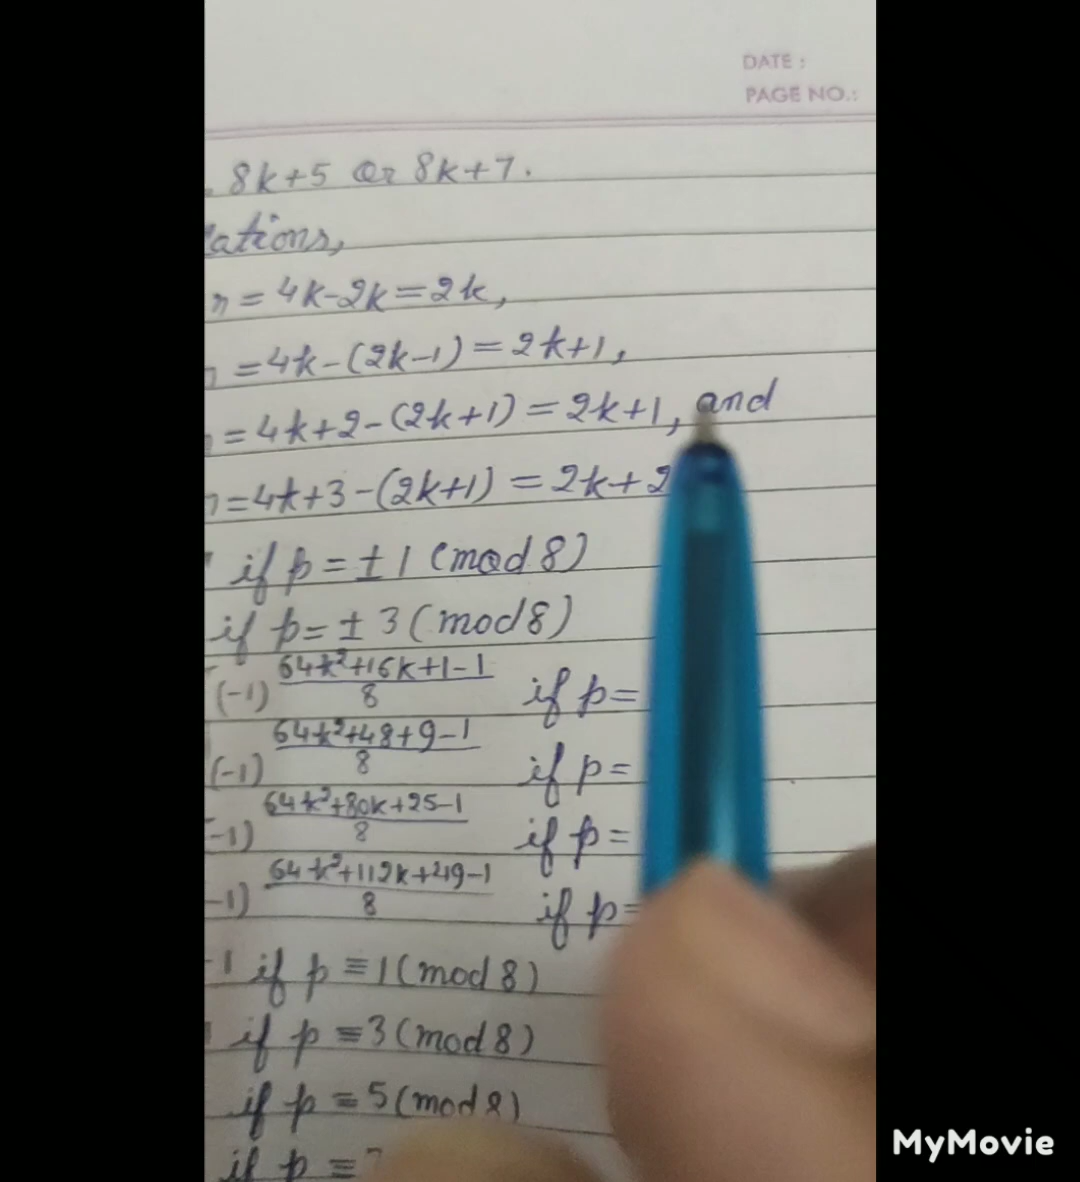 DATE :
PAGE NO.:
8k+5 Or 8k+7.
ations,
n = 4k-2k = 2k,
= 4k-(2k-1) = 2k+1,
= 4k+2-(2k+1) = 2k+1, and
= 4k+3-(2k+1) = 2k+2
if p = ±1 (mod 8)
if p = ±3 (mod 8)
(-1) 64k²+16k+1-1 / 8 if p =
(-1) 64k²+48+9-1 / 8 if p =
-1) 64k²+80k+25-1 / 8 if p =
-1) 64k²+112k+49-1 / 8 if p =
-1 if p ≡ 1 (mod 8)
if p ≡ 3 (mod 8)
if p ≡ 5 (mod 8)
if p ≡
MyMovie